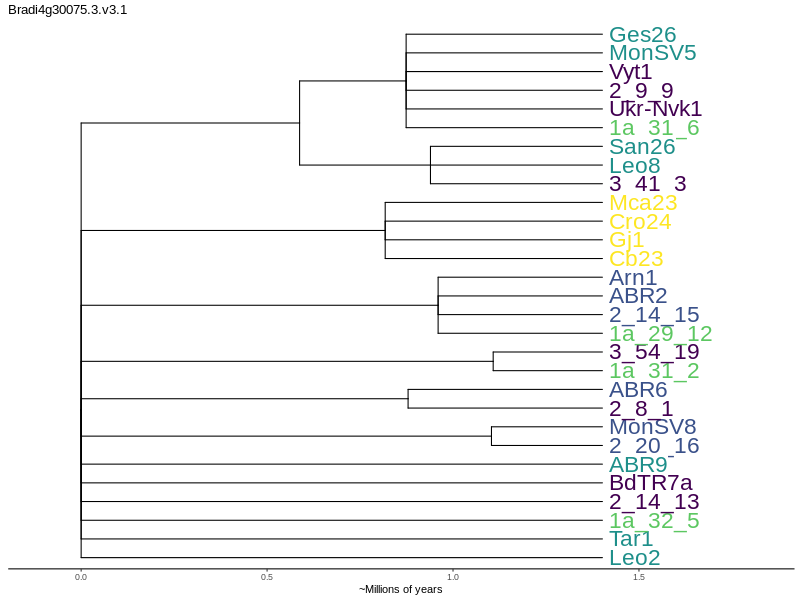 Bradi4g30075.3.v3.1
Ges26
MonSV5
Vyt1
2_9_9
Ukr-Nvk1
1a_31_6
San26
Leo8
3_41_3
Mca23
Cro24
Gj1
Cb23
Arn1
ABR2
2_14_15
1a_29_12
3_54_19
1a_31_2
ABR6
2_8_1
MonSV8
2_20_16
ABR9
BdTR7a
2_14_13
1a_32_5
Tar1
Leo2
0.0 0.5 1.0 1.5
~Millions of years